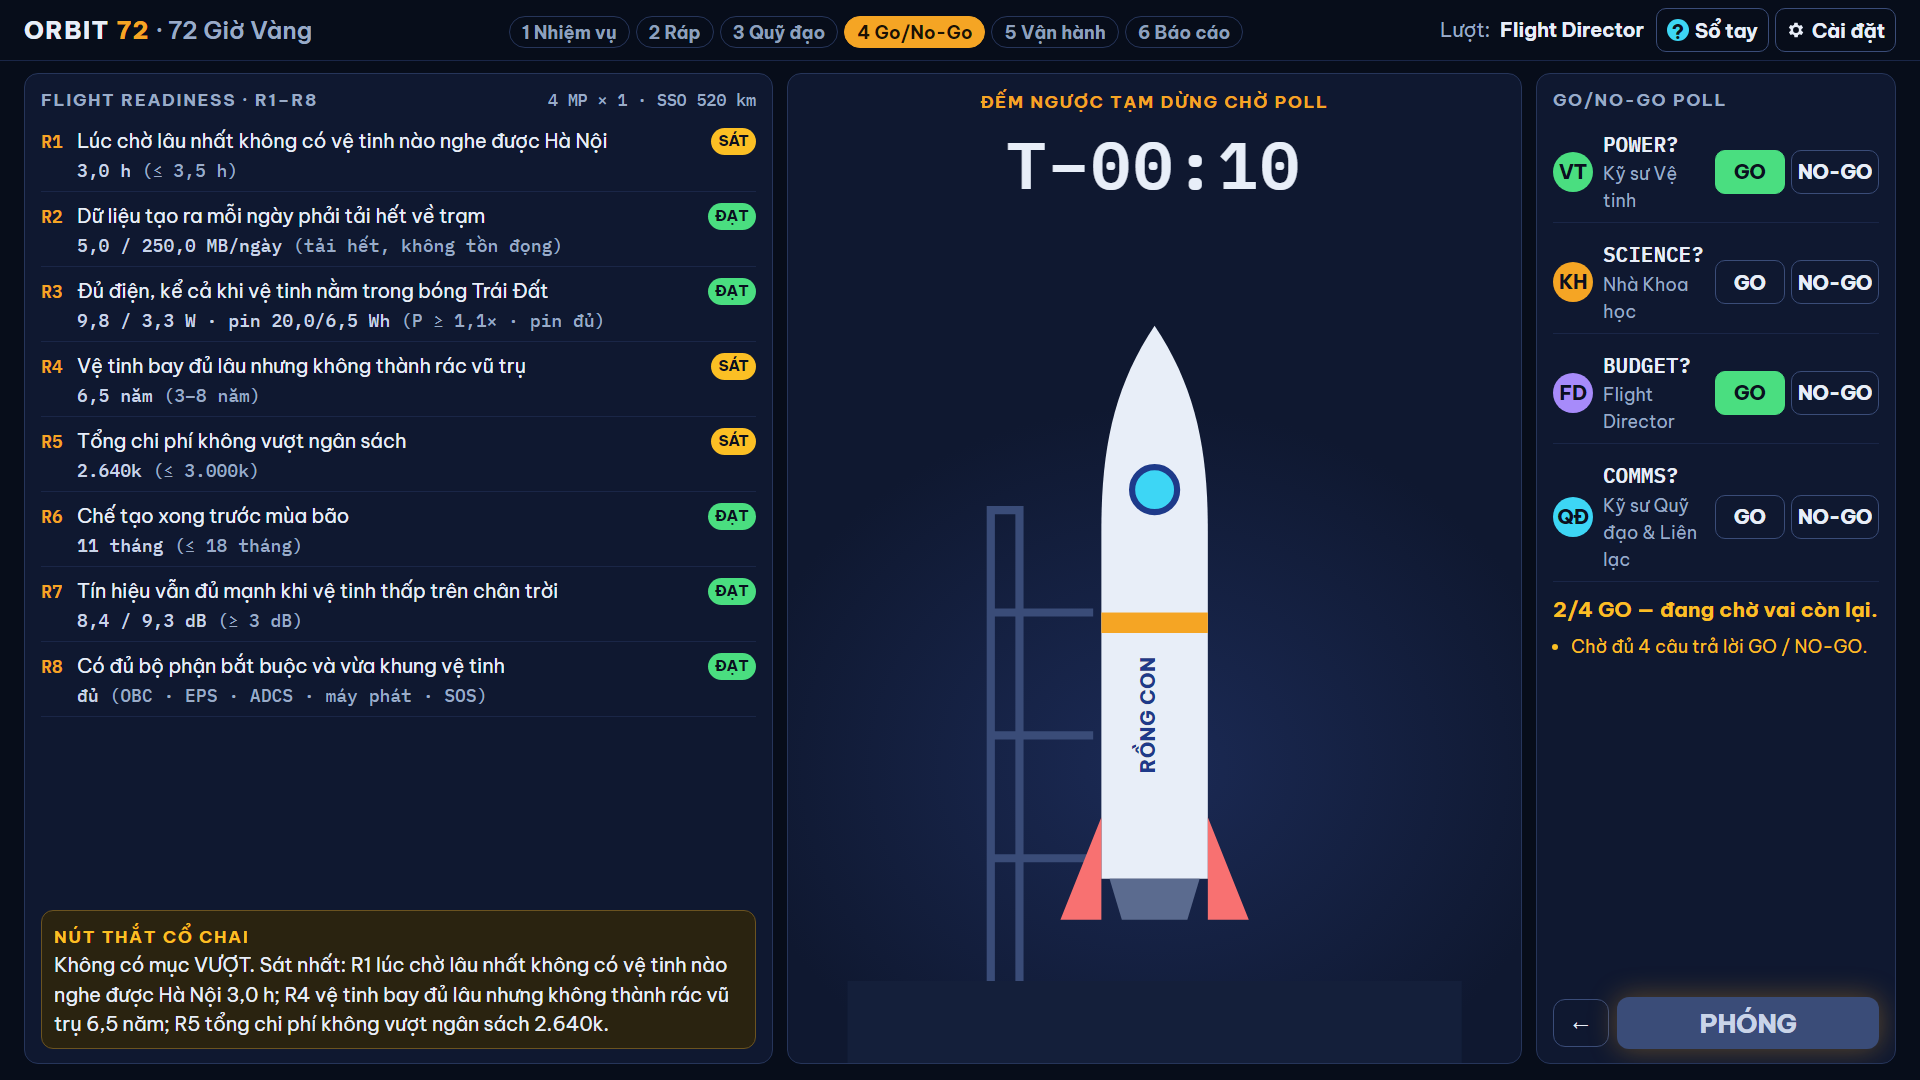 ORBIT 72 · 72 Giờ Vàng
1 Nhiệm vụ
2 Ráp
3 Quỹ đạo
4 Go/No-Go
5 Vận hành
6 Báo cáo
Lượt: Flight Director
? Sổ tay
Cài đặt
FLIGHT READINESS · R1–R8
4 MP × 1 · SSO 520 km
R1 Lúc chờ lâu nhất không có vệ tinh nào nghe được Hà Nội SÁT
3,0 h (≤ 3,5 h)
R2 Dữ liệu tạo ra mỗi ngày phải tải hết về trạm ĐẠT
5,0 / 250,0 MB/ngày (tải hết, không tồn đọng)
R3 Đủ điện, kể cả khi vệ tinh nằm trong bóng Trái Đất ĐẠT
9,8 / 3,3 W · pin 20,0/6,5 Wh (P ≥ 1,1× · pin đủ)
R4 Vệ tinh bay đủ lâu nhưng không thành rác vũ trụ SÁT
6,5 năm (3–8 năm)
R5 Tổng chi phí không vượt ngân sách SÁT
2.640k (≤ 3.000k)
R6 Chế tạo xong trước mùa bão ĐẠT
11 tháng (≤ 18 tháng)
R7 Tín hiệu vẫn đủ mạnh khi vệ tinh thấp trên chân trời ĐẠT
8,4 / 9,3 dB (≥ 3 dB)
R8 Có đủ bộ phận bắt buộc và vừa khung vệ tinh ĐẠT
đủ (OBC · EPS · ADCS · máy phát · SOS)
NÚT THẮT CỔ CHAI
Không có mục VƯỢT. Sát nhất: R1 lúc chờ lâu nhất không có vệ tinh nào
nghe được Hà Nội 3,0 h; R4 vệ tinh bay đủ lâu nhưng không thành rác vũ
trụ 6,5 năm; R5 tổng chi phí không vượt ngân sách 2.640k.
ĐẾM NGƯỢC TẠM DỪNG CHỜ POLL
T−00:10
RỒNG CON
GO/NO-GO POLL
VT
POWER?
Kỹ sư Vệ
tinh
GO
NO-GO
KH
SCIENCE?
Nhà Khoa
học
GO
NO-GO
FD
BUDGET?
Flight
Director
GO
NO-GO
QĐ
COMMS?
Kỹ sư Quỹ
đạo & Liên
lạc
GO
NO-GO
2/4 GO — đang chờ vai còn lại.
• Chờ đủ 4 câu trả lời GO / NO-GO.
←
PHÓNG